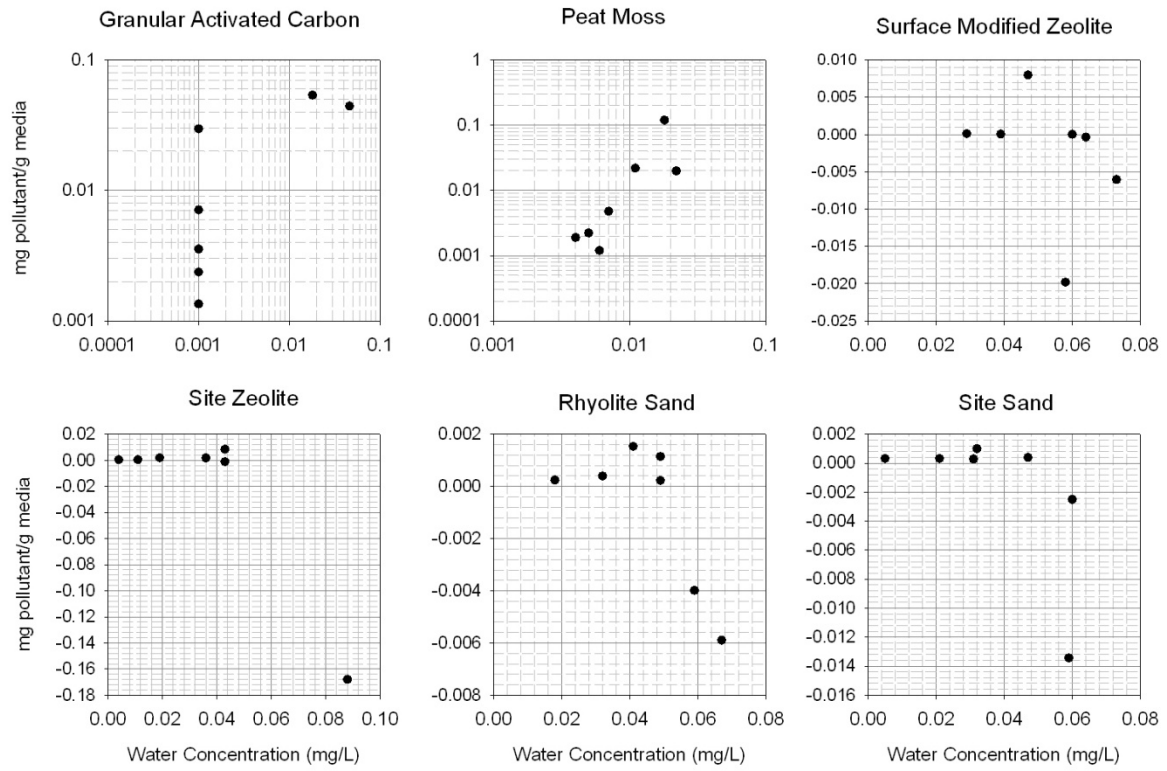 Granular Activated Carbon
Peat Moss
Surface Modified Zeolite
mg pollutant/g media
0.1
0.01
0.001
0.0001 0.001 0.01 0.1
1
0.1
0.01
0.001
0.0001
0.001 0.01 0.1
0.010
0.005
0.000
-0.005
-0.010
-0.015
-0.020
-0.025
0.00 0.02 0.04 0.06 0.08
Site Zeolite
Rhyolite Sand
Site Sand
mg pollutant/g media
0.02
0.00
-0.02
-0.04
-0.06
-0.08
-0.10
-0.12
-0.14
-0.16
-0.18
0.00 0.02 0.04 0.06 0.08 0.10
Water Concentration (mg/L)
0.002
0.000
-0.002
-0.004
-0.006
-0.008
0.00 0.02 0.04 0.06 0.08
Water Concentration (mg/L)
0.002
0.000
-0.002
-0.004
-0.006
-0.008
-0.010
-0.012
-0.014
-0.016
0.00 0.02 0.04 0.06 0.08
Water Concentration (mg/L)